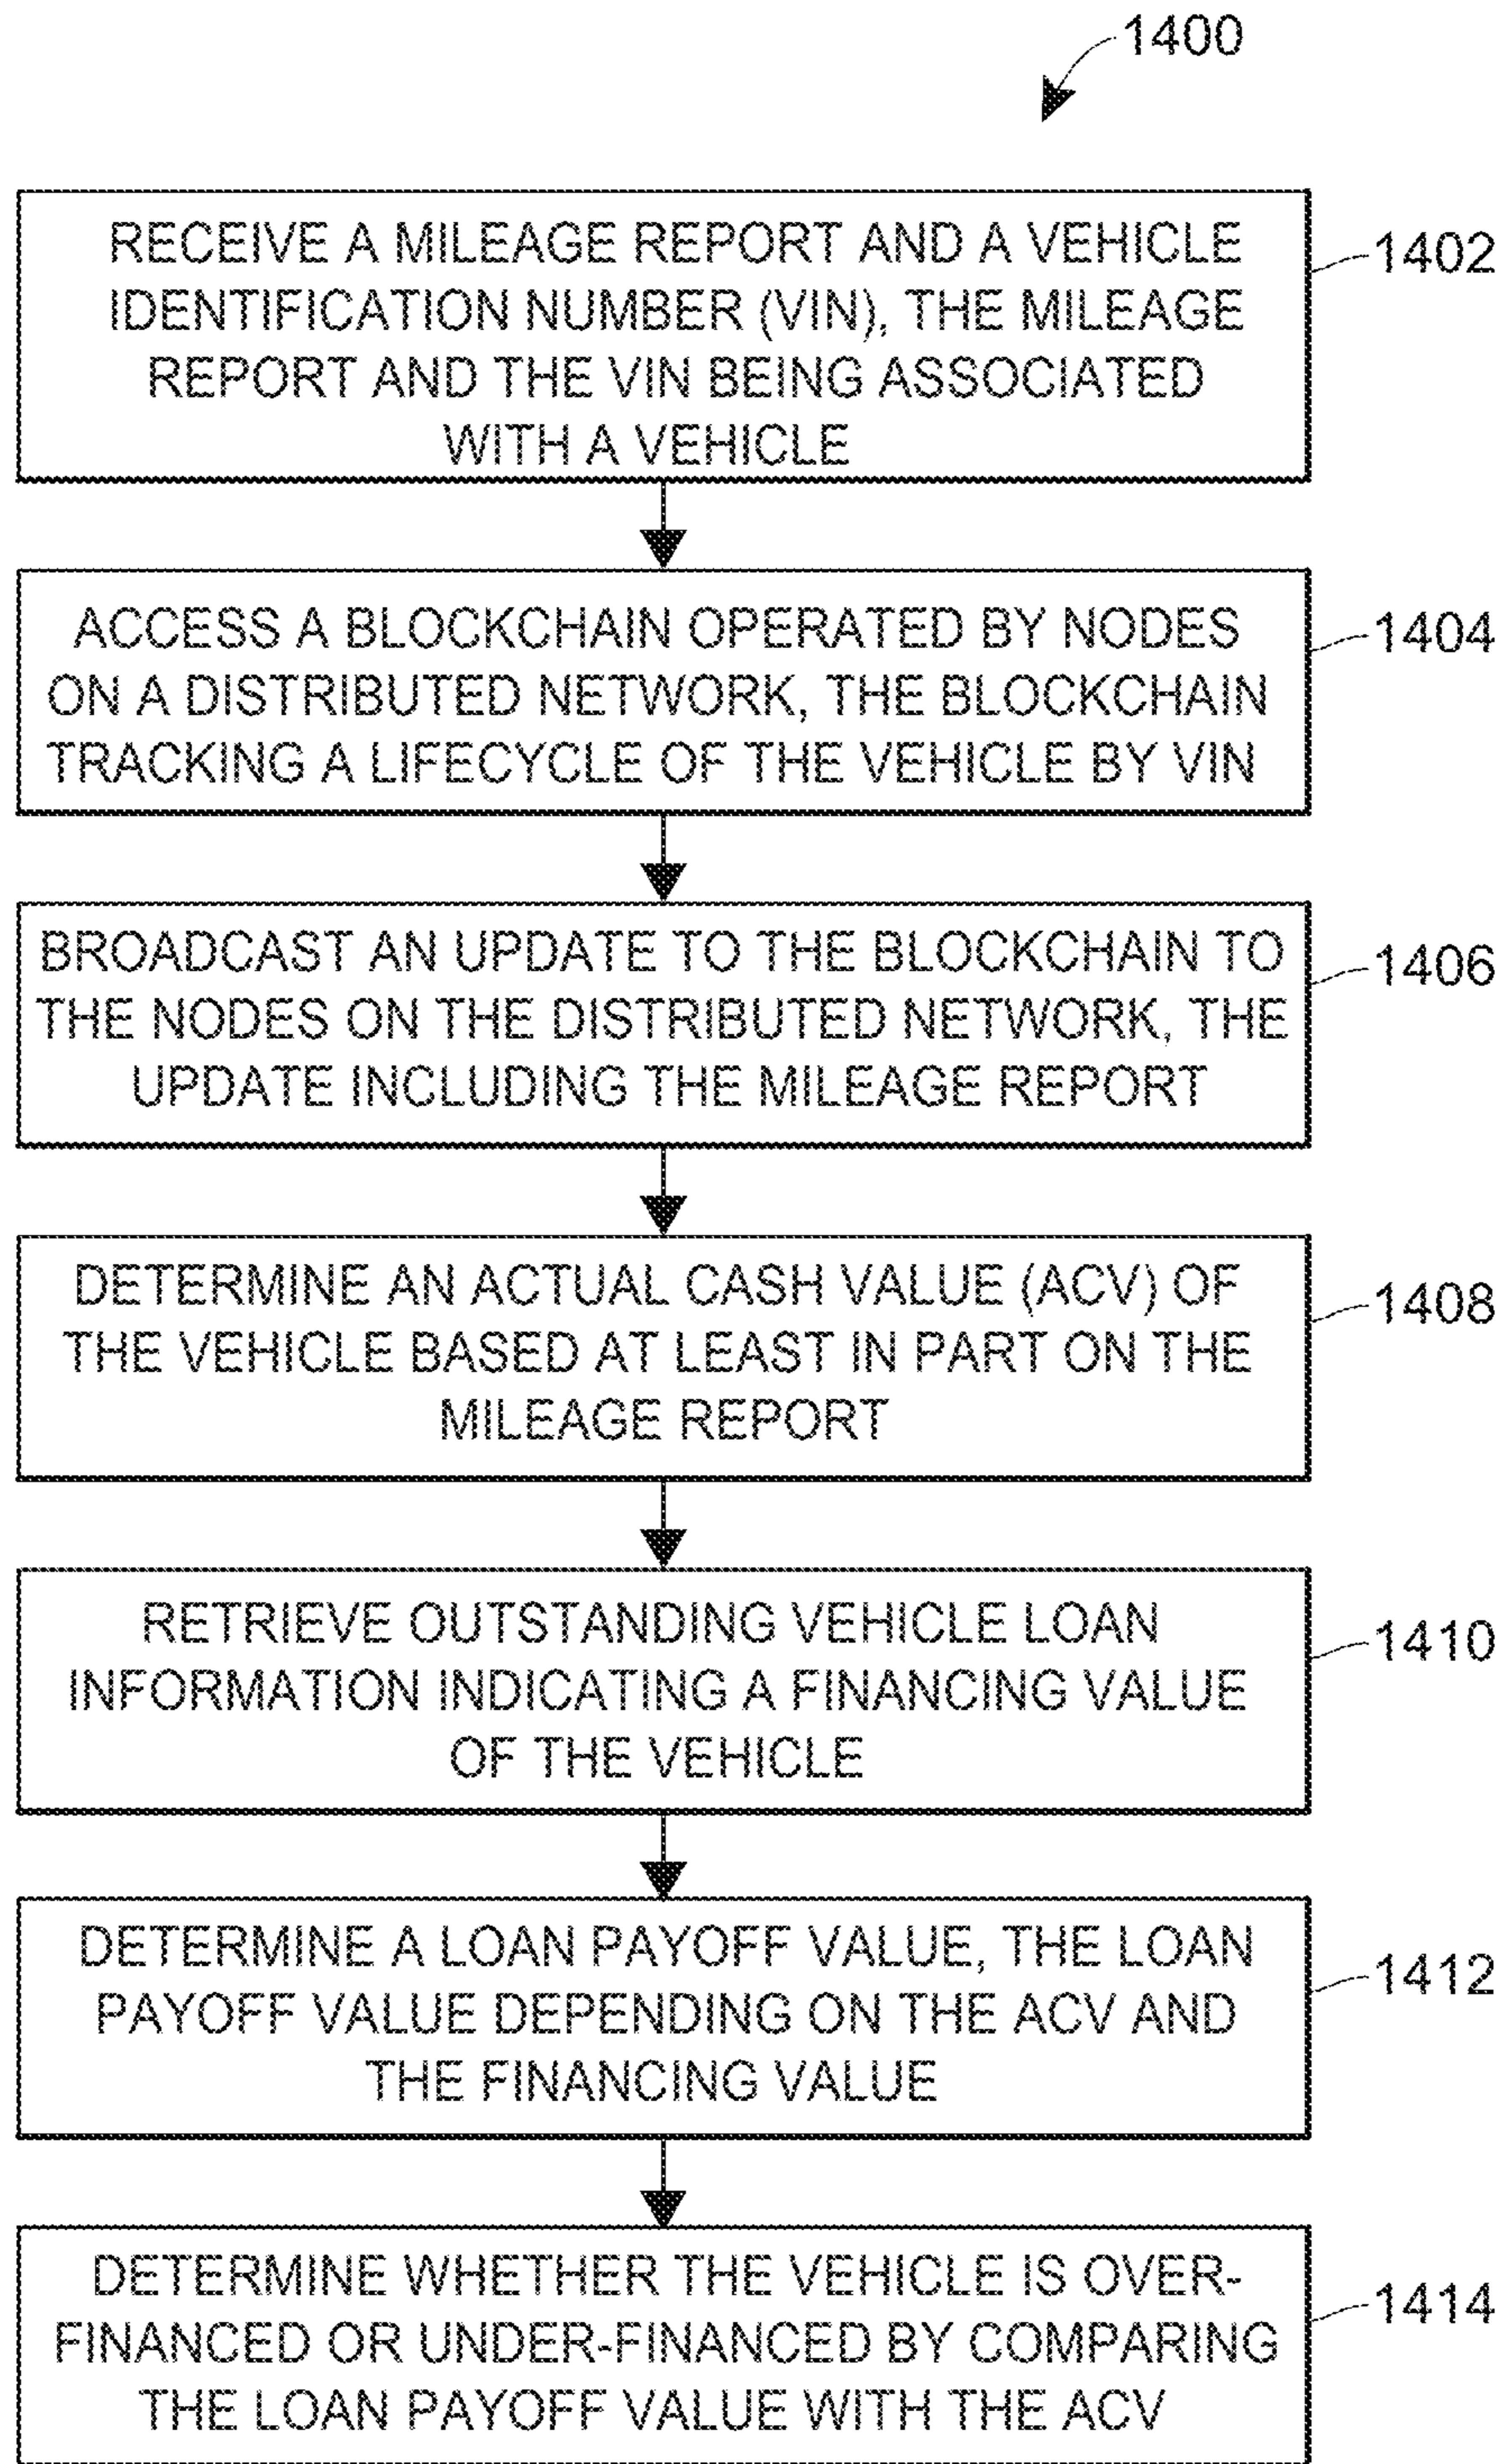 1400
RECEIVE A MILEAGE REPORT AND A VEHICLE
IDENTIFICATION NUMBER (VIN), THE MILEAGE
REPORT AND THE VIN BEING ASSOCIATED
WITH A VEHICLE
1402
ACCESS A BLOCKCHAIN OPERATED BY NODES
ON A DISTRIBUTED NETWORK, THE BLOCKCHAIN
TRACKING A LIFECYCLE OF THE VEHICLE BY VIN
1404
BROADCAST AN UPDATE TO THE BLOCKCHAIN TO
THE NODES ON THE DISTRIBUTED NETWORK, THE
UPDATE INCLUDING THE MILEAGE REPORT
1406
DETERMINE AN ACTUAL CASH VALUE (ACV) OF
THE VEHICLE BASED AT LEAST IN PART ON THE
MILEAGE REPORT
1408
RETRIEVE OUTSTANDING VEHICLE LOAN
INFORMATION INDICATING A FINANCING VALUE
OF THE VEHICLE
1410
DETERMINE A LOAN PAYOFF VALUE, THE LOAN
PAYOFF VALUE DEPENDING ON THE ACV AND
THE FINANCING VALUE
1412
DETERMINE WHETHER THE VEHICLE IS OVER-
FINANCED OR UNDER-FINANCED BY COMPARING
THE LOAN PAYOFF VALUE WITH THE ACV
1414